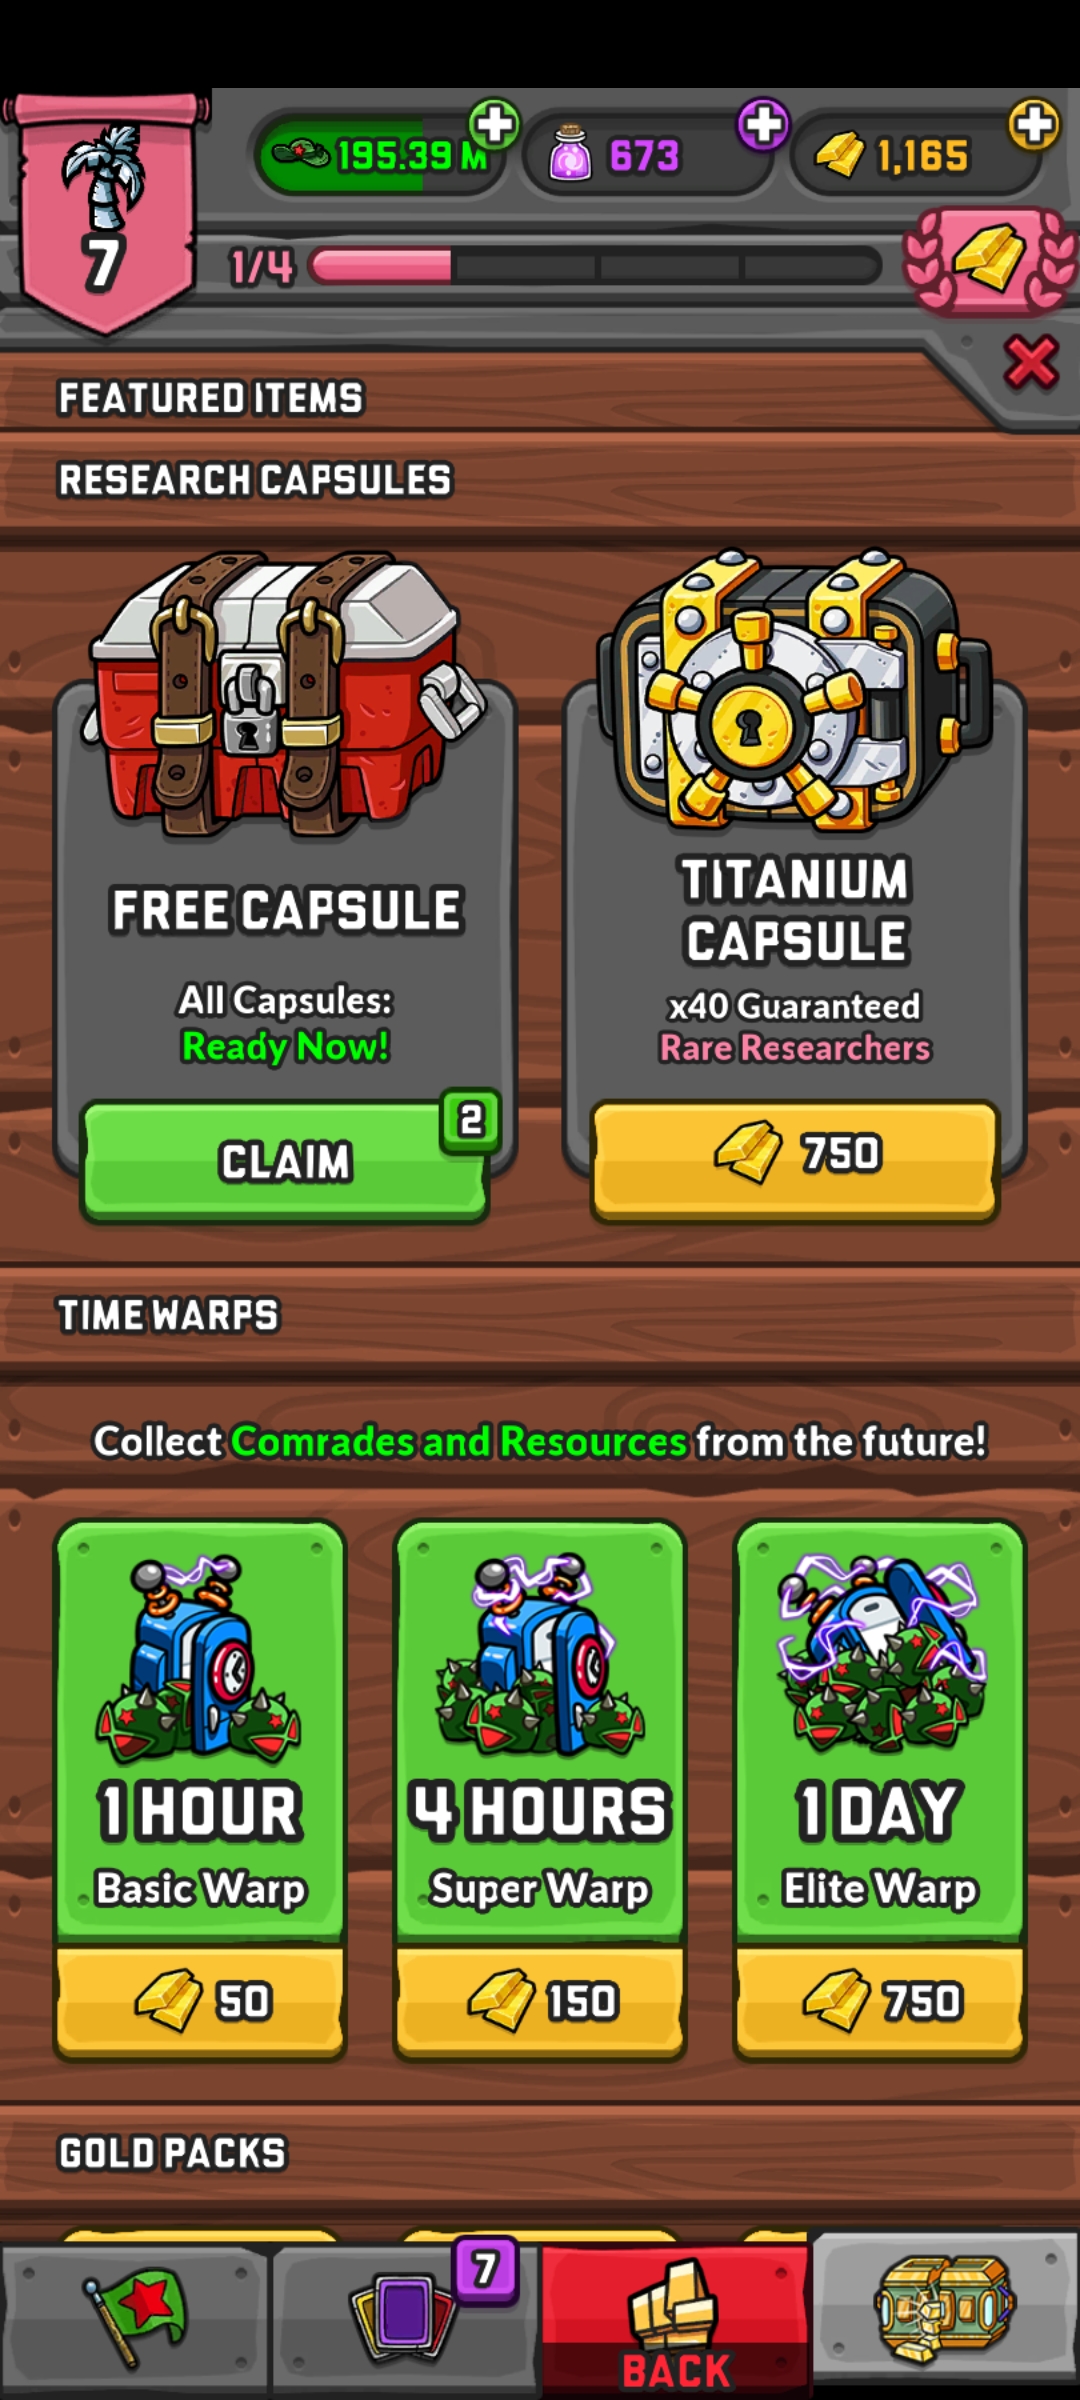 195.39 M
673
1,165
7
1/4
FEATURED ITEMS
RESEARCH CAPSULES
FREE CAPSULE
All Capsules:
Ready Now!
CLAIM
2
TITANIUM
CAPSULE
x40 Guaranteed
Rare Researchers
750
TIME WARPS
Collect Comrades and Resources from the future!
1 HOUR
Basic Warp
50
4 HOURS
Super Warp
150
1 DAY
Elite Warp
750
GOLD PACKS
7
BACK